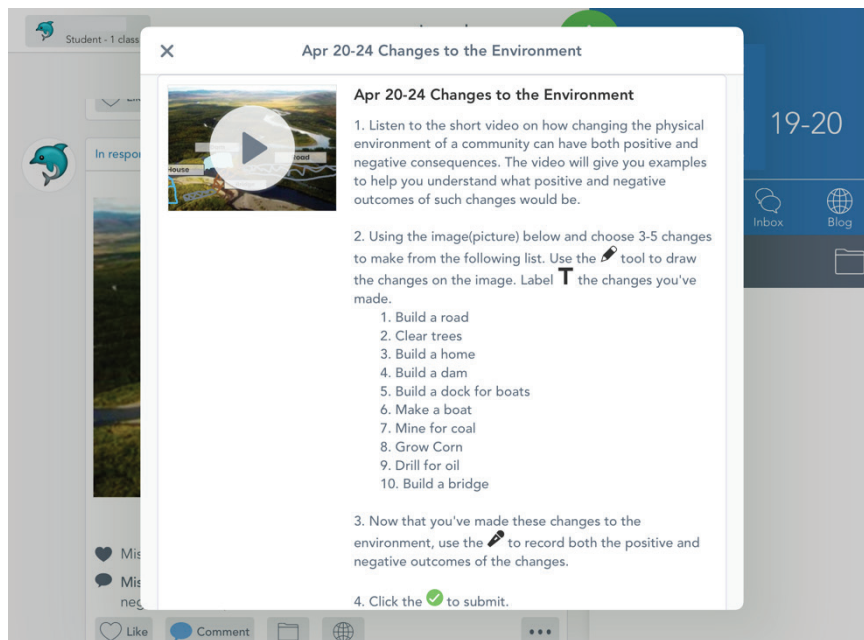 Student - 1 class
Apr 20-24 Changes to the Environment
Apr 20-24 Changes to the Environment
1. Listen to the short video on how changing the physical
environment of a community can have both positive and
negative consequences. The video will give you examples
to help you understand what positive and negative
outcomes of such changes would be.
2. Using the image(picture) below and choose 3-5 changes
to make from the following list. Use the tool to draw
the changes on the image. Label T the changes you've
made.
1. Build a road
2. Clear trees
3. Build a home
4. Build a dam
5. Build a dock for boats
6. Make a boat
7. Mine for coal
8. Grow Corn
9. Drill for oil
10. Build a bridge
3. Now that you've made these changes to the
environment, use the to record both the positive and
negative outcomes of the changes.
4. Click the to submit.
House
road
In respo
19-20
Inbox
Blog
Mis
Mis
neg
Like
Comment